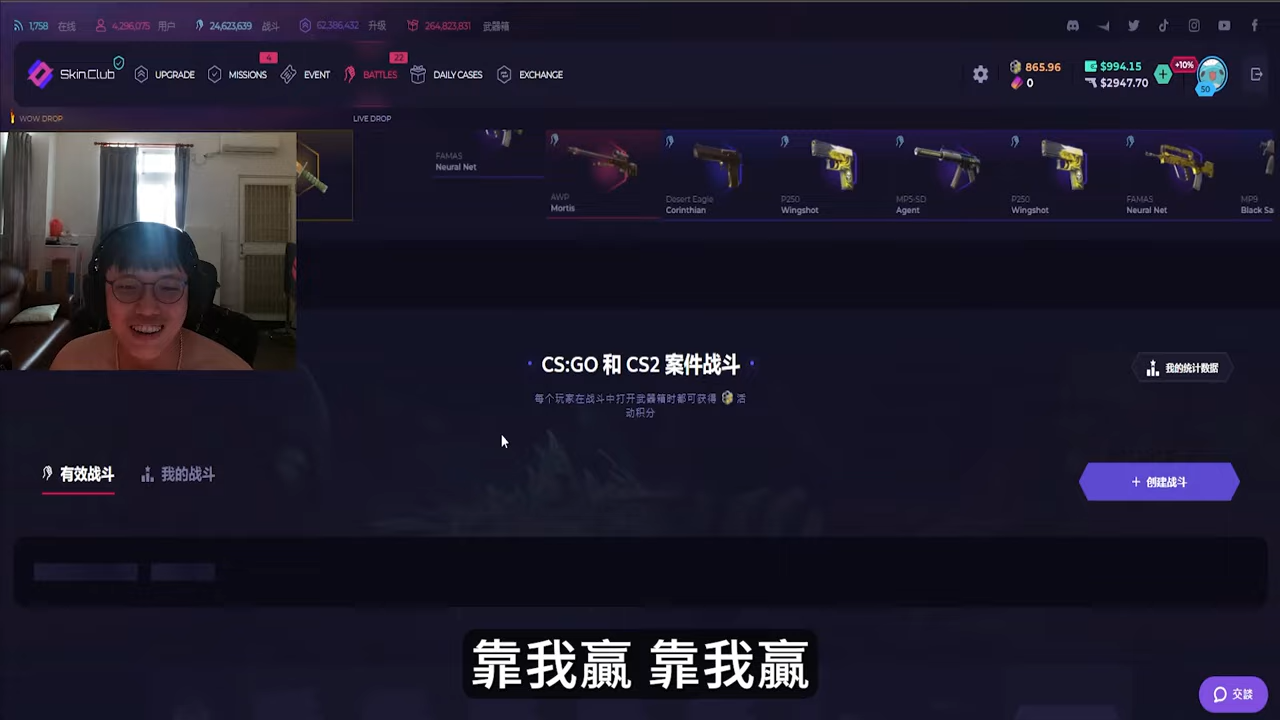 1,758 在线 4,296,075 用户 24,623,639 战斗 62,386,432 升级 264,823,831 武器箱
Skin.Club UPGRADE MISSIONS 4 EVENT BATTLES 22 DAILY CASES EXCHANGE
865.96 $994.15 +10%
0 $2947.70 50
WOW DROP LIVE DROP
FAMAS
Neural Net
AWP
Mortis
Desert Eagle
Corinthian
P250
Wingshot
MP5-SD
Agent
P250
Wingshot
FAMAS
Neural Net
MP9
Black Sa
CS:GO 和 CS2 案件战斗
我的统计数据
每个玩家在战斗中打开武器箱时都可获得 活
动积分
有效战斗 我的战斗
+ 创建战斗
靠我贏 靠我贏
交談